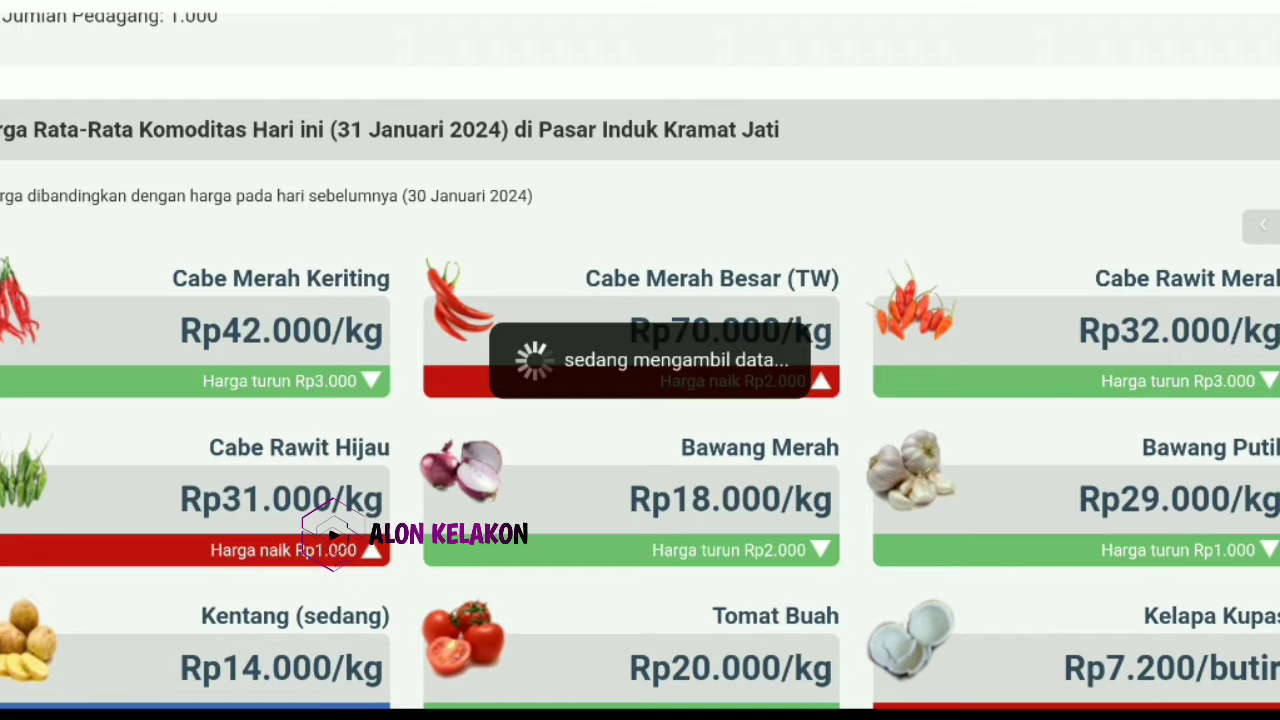 Jumlah Pedagang: 1.000
rga Rata-Rata Komoditas Hari ini (31 Januari 2024) di Pasar Induk Kramat Jati
rga dibandingkan dengan harga pada hari sebelumnya (30 Januari 2024)
Cabe Merah Keriting
Rp42.000/kg
Harga turun Rp3.000
Cabe Merah Besar (TW)
Rp70.000/kg
Harga naik Rp2.000
sedang mengambil data...
Cabe Rawit Merah
Rp32.000/kg
Harga turun Rp3.000
Cabe Rawit Hijau
Rp31.000/kg
Harga naik Rp1.000
ALON KELAKON
Bawang Merah
Rp18.000/kg
Harga turun Rp2.000
Bawang Putih
Rp29.000/kg
Harga turun Rp1.000
Kentang (sedang)
Rp14.000/kg
Tomat Buah
Rp20.000/kg
Kelapa Kupas
Rp7.200/butir